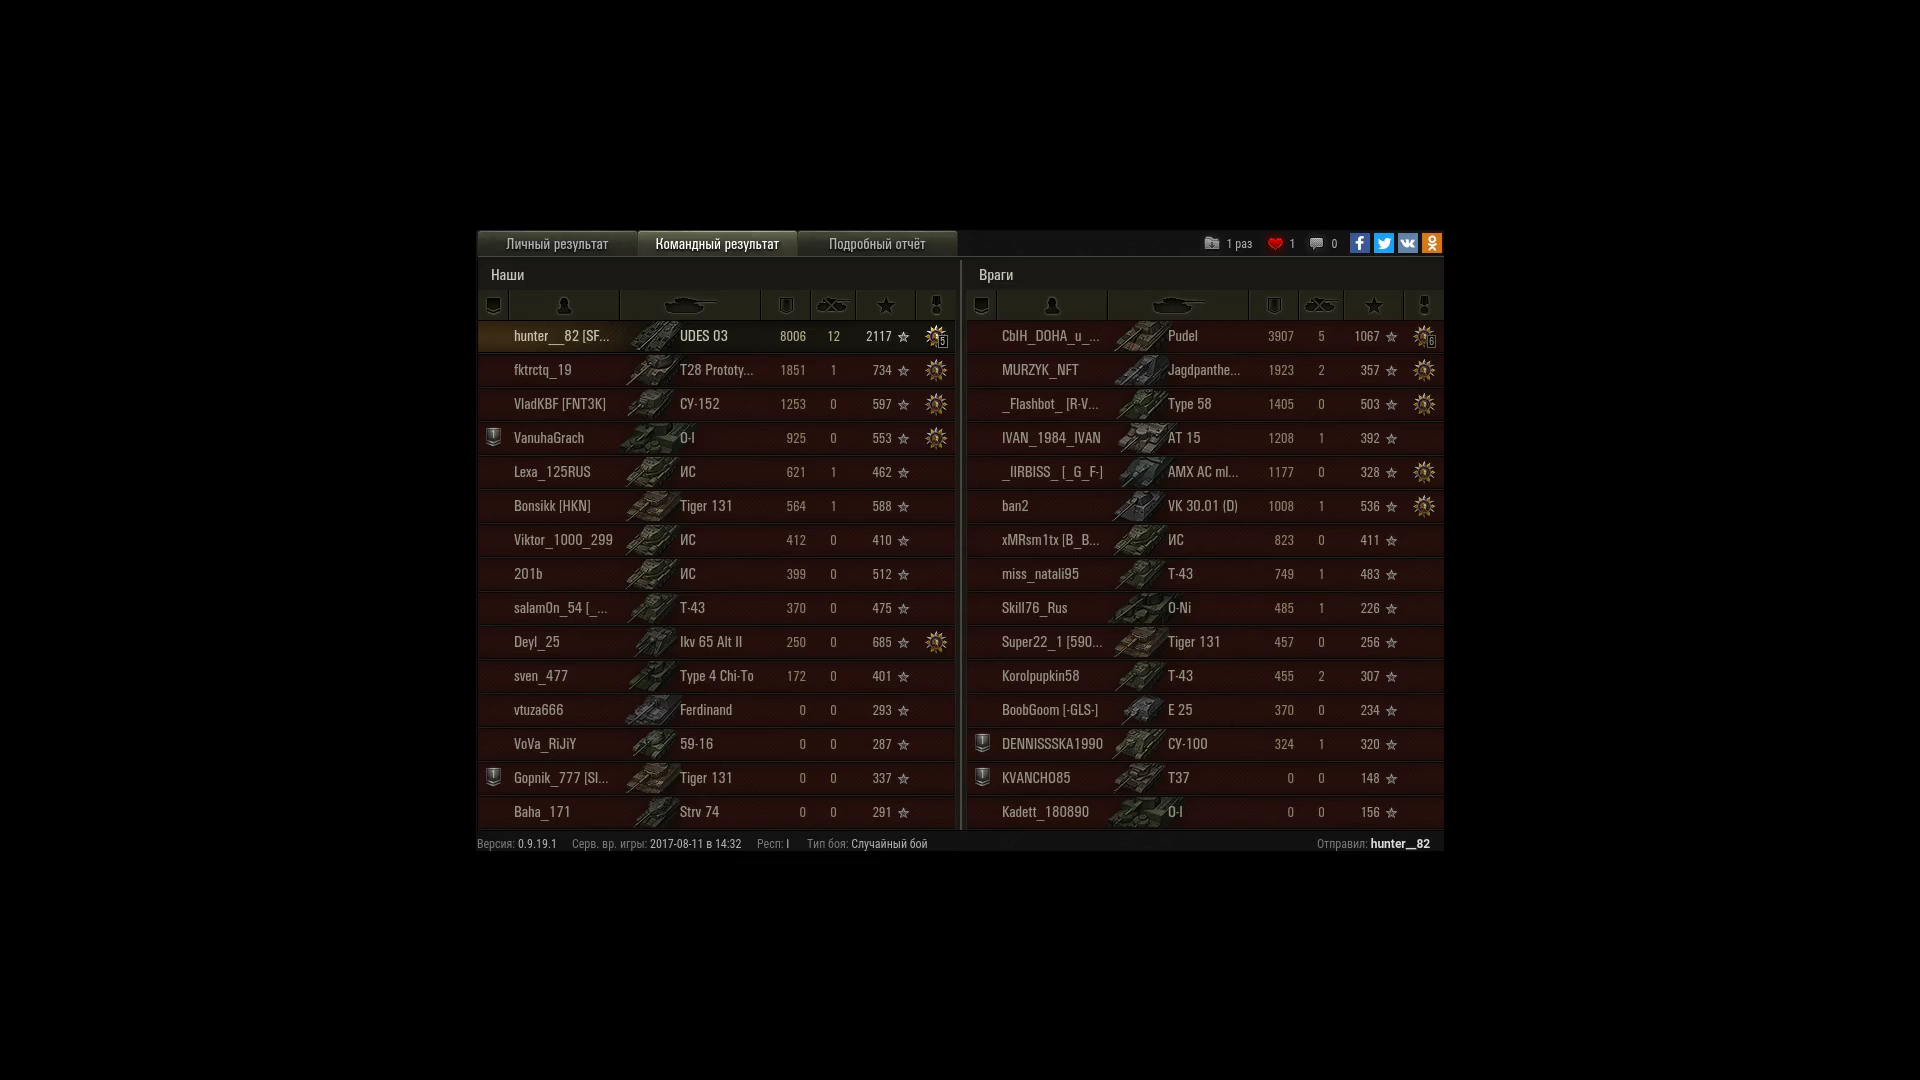 Личный результат Командный результат Подробный отчёт 1 раз 1 0
Наши Враги
hunter__82 [SF... UDES 03 8006 12 2117 5 CblH_DOHA_u_... Pudel 3907 5 1067 6
fktrctq_19 T28 Prototy... 1851 1 734 MURZYK_NFT Jagdpanthe... 1923 2 357
VladKBF [FNT3K] СУ-152 1253 0 597 _Flashbot_ [R-V... Type 58 1405 0 503
VanuhaGrach O-I 925 0 553 IVAN_1984_IVAN AT 15 1208 1 392
Lexa_125RUS ИС 621 1 462 _IIRBISS_ [_G_F-] AMX AC ml... 1177 0 328
Bonsikk [HKN] Tiger 131 564 1 588 ban2 VK 30.01 (D) 1008 1 536
Viktor_1000_299 ИС 412 0 410 xMRsm1tx [B_B... ИС 823 0 411
201b ИС 399 0 512 miss_natali95 Т-43 749 1 483
salam0n_54 [_... Т-43 370 0 475 Skill76_Rus O-Ni 485 1 226
Deyl_25 Ikv 65 Alt II 250 0 685 Super22_1 [590... Tiger 131 457 0 256
sven_477 Type 4 Chi-To 172 0 401 Korolpupkin58 Т-43 455 2 307
vtuza666 Ferdinand 0 0 293 BoobGoom [-GLS-] E 25 370 0 234
VoVa_RiJiY 59-16 0 0 287 DENNISSSKA1990 СУ-100 324 1 320
Gopnik_777 [Sl... Tiger 131 0 0 337 KVANCHO85 T37 0 0 148
Baha_171 Strv 74 0 0 291 Kadett_180890 O-I 0 0 156
Версия: 0.9.19.1 Серв. вр. игры: 2017-08-11 в 14:32 Респ: I Тип боя: Случайный бой Отправил: hunter__82